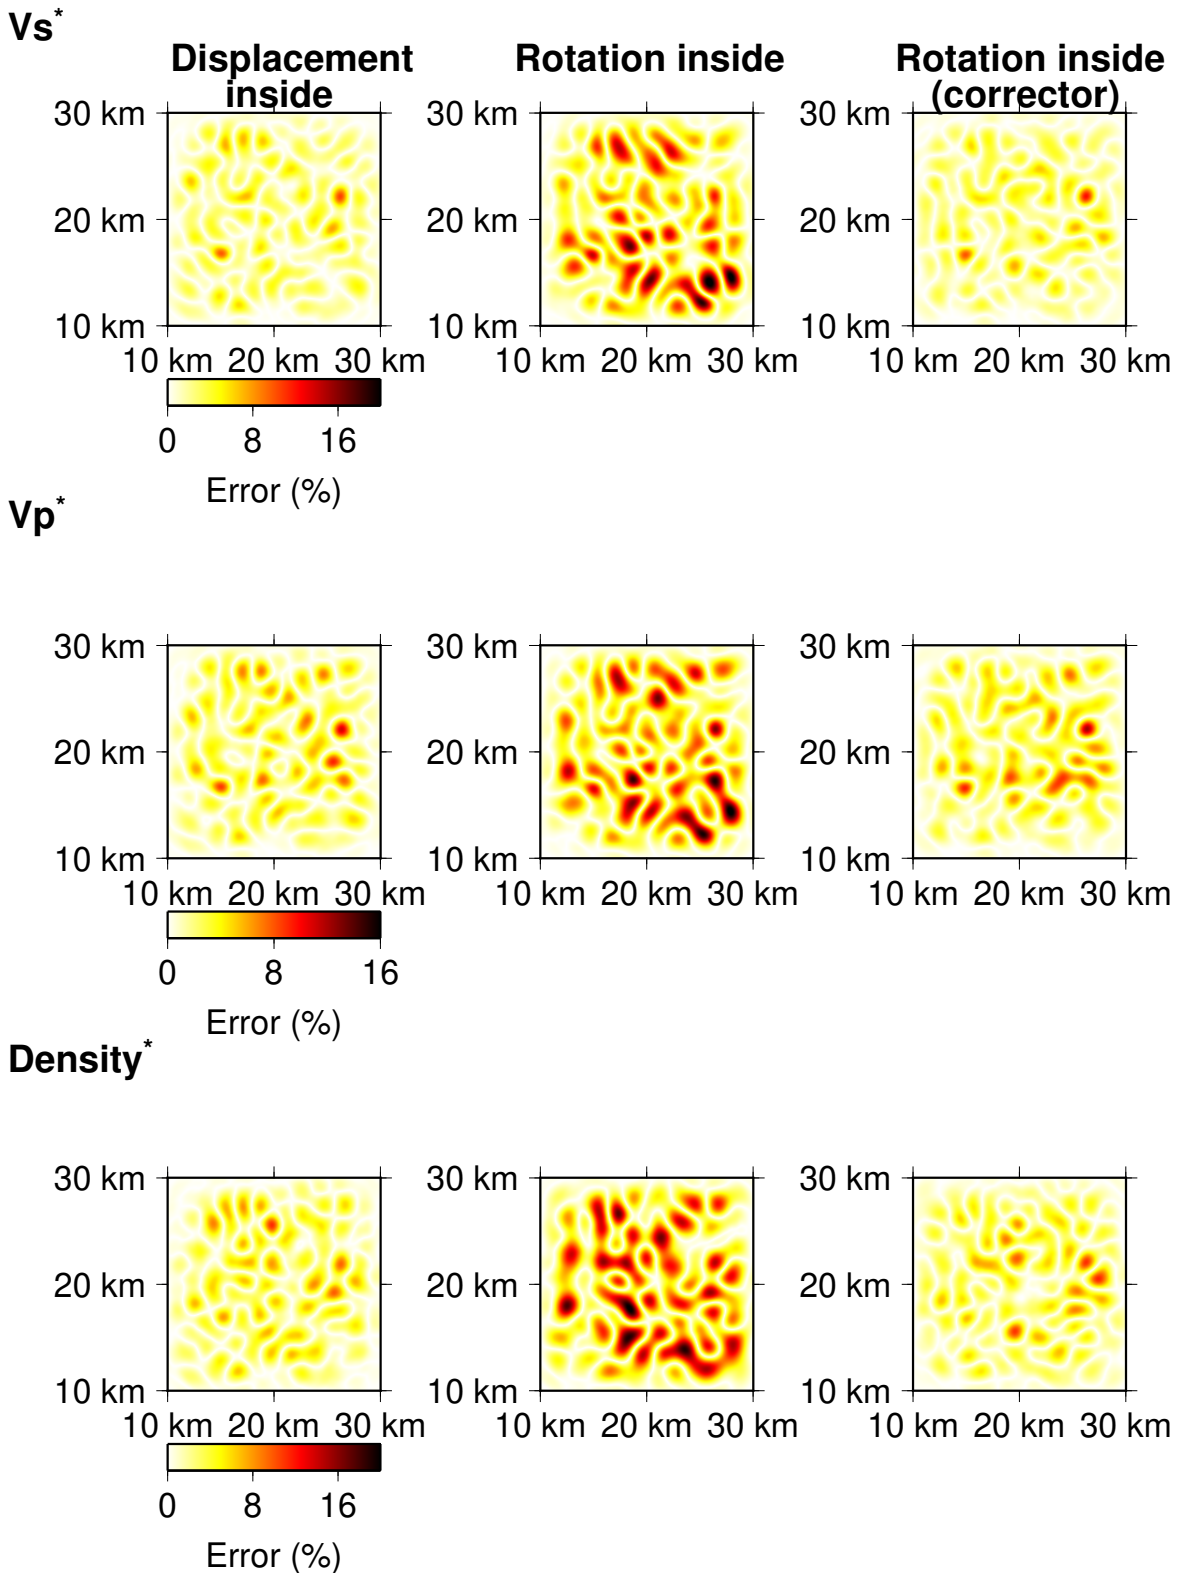 Vs*
Displacement inside Rotation inside Rotation inside (corrector)
30 km 30 km 30 km
20 km 20 km 20 km
10 km 10 km 10 km
10 km 20 km 30 km 10 km 20 km 30 km 10 km 20 km 30 km
0 8 16
Error (%)
Vp*
30 km 30 km 30 km
20 km 20 km 20 km
10 km 10 km 10 km
10 km 20 km 30 km 10 km 20 km 30 km 10 km 20 km 30 km
0 8 16
Error (%)
Density*
30 km 30 km 30 km
20 km 20 km 20 km
10 km 10 km 10 km
10 km 20 km 30 km 10 km 20 km 30 km 10 km 20 km 30 km
0 8 16
Error (%)